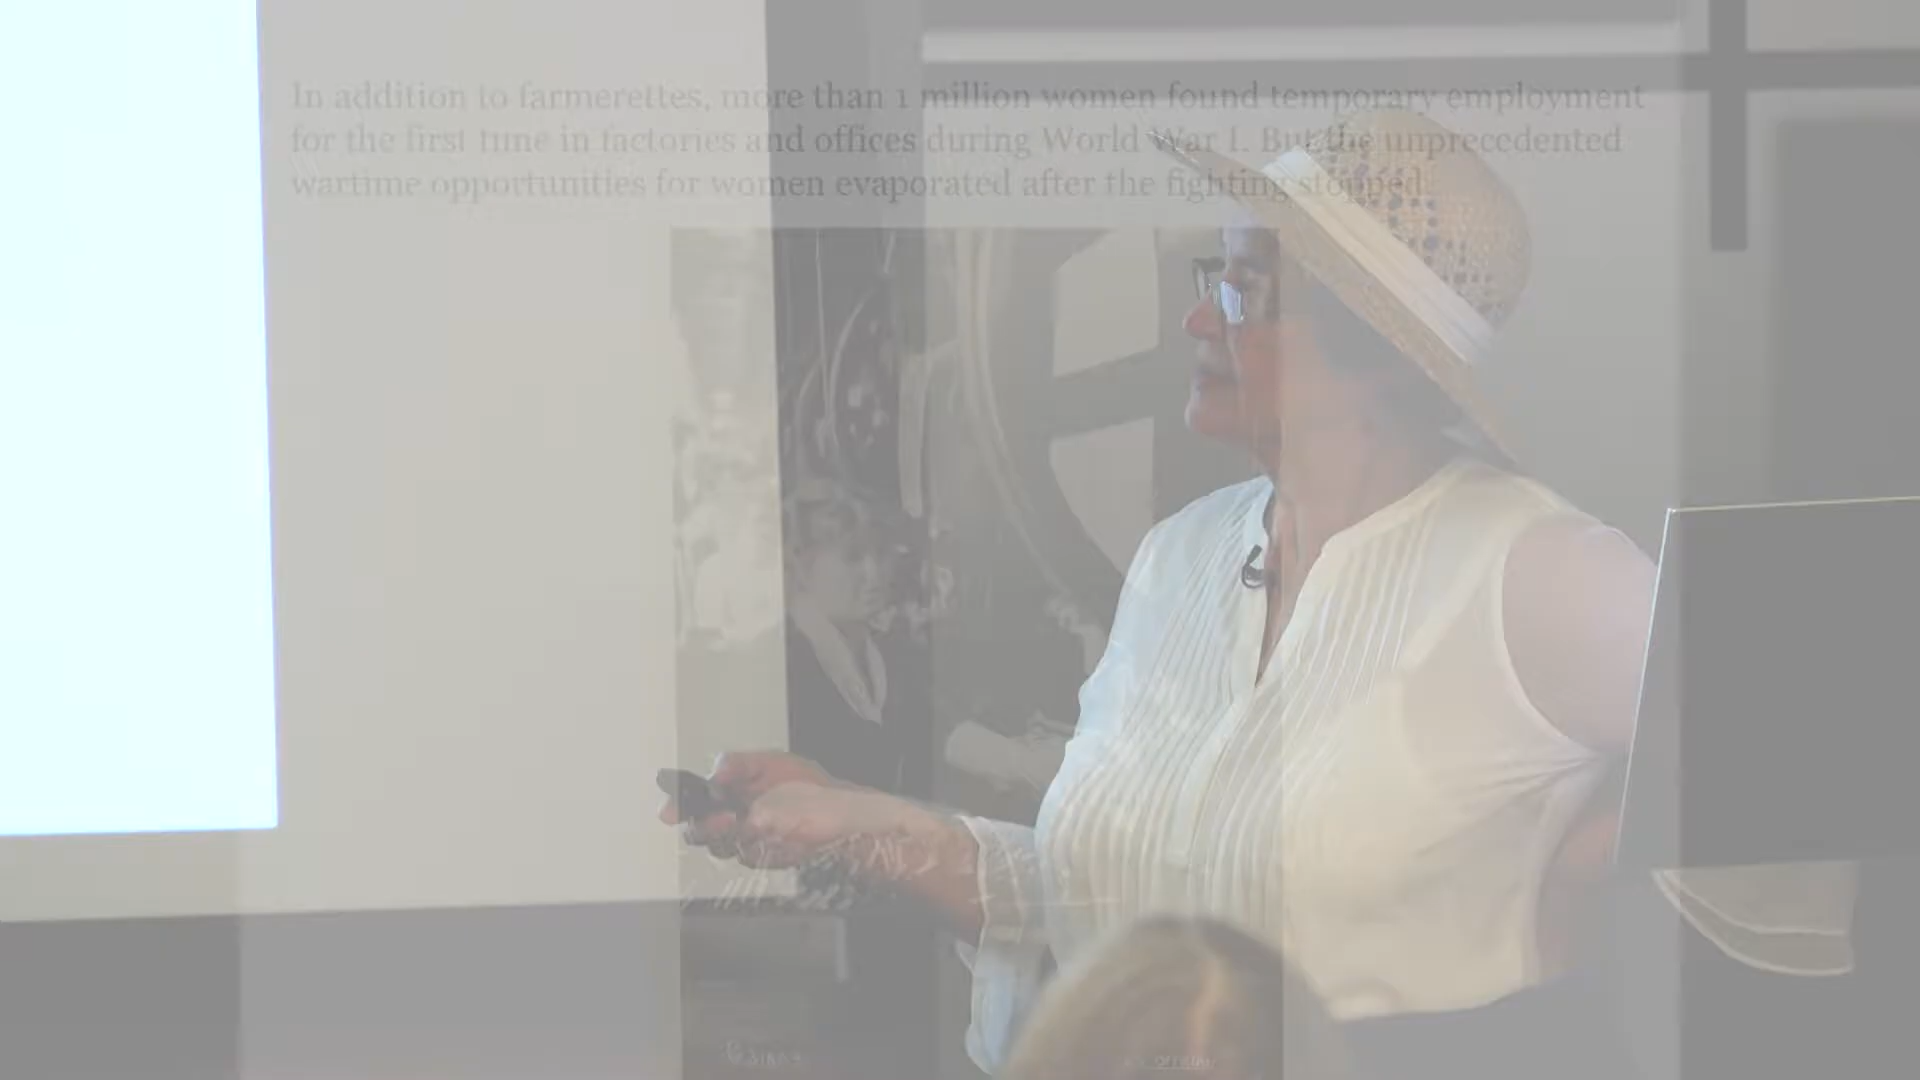 In addition to farmerettes, more than 1 million women found temporary employment
for the first time in factories and offices during World War I. But the unprecedented
wartime opportunities for women evaporated after the fighting stopped.